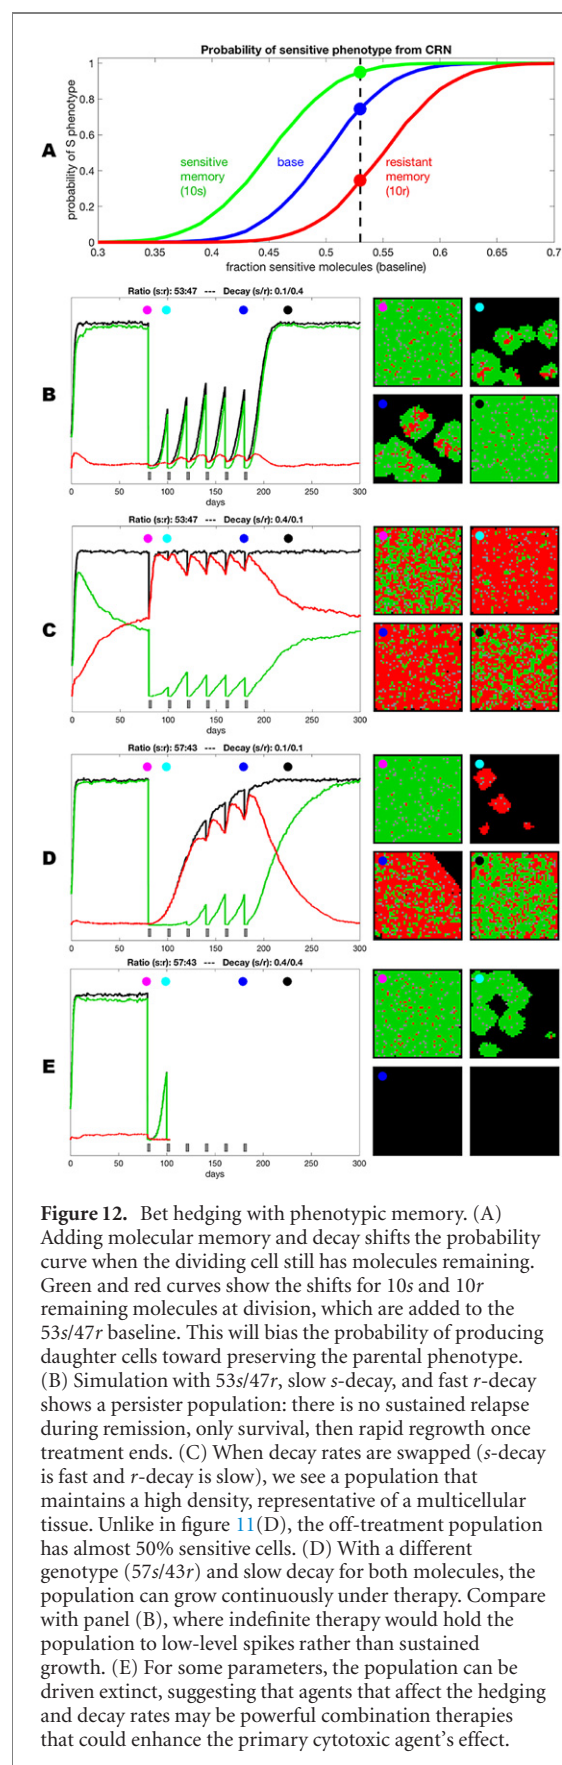 Probability of sensitive phenotype from CRN
A
probability of S phenotype
1
0.8
0.6
0.4
0.2
0
sensitive
memory
(10s)
base
resistant
memory
(10r)
0.3 0.35 0.4 0.45 0.5 0.55 0.6 0.65 0.7
fraction sensitive molecules (baseline)
Ratio (s:r): 53:47 --- Decay (s/r): 0.1/0.4
B
0 50 100 150 200 250 300
days
Ratio (s:r): 53:47 --- Decay (s/r): 0.4/0.1
C
0 50 100 150 200 250 300
days
Ratio (s:r): 57:43 --- Decay (s/r): 0.1/0.1
D
0 50 100 150 200 250 300
days
Ratio (s:r): 57:43 --- Decay (s/r): 0.4/0.4
E
0 50 100 150 200 250 300
days
Figure 12. Bet hedging with phenotypic memory. (A)
Adding molecular memory and decay shifts the probability
curve when the dividing cell still has molecules remaining.
Green and red curves show the shifts for 10s and 10r
remaining molecules at division, which are added to the
53s/47r baseline. This will bias the probability of producing
daughter cells toward preserving the parental phenotype.
(B) Simulation with 53s/47r, slow s-decay, and fast r-decay
shows a persister population: there is no sustained relapse
during remission, only survival, then rapid regrowth once
treatment ends. (C) When decay rates are swapped (s-decay
is fast and r-decay is slow), we see a population that
maintains a high density, representative of a multicellular
tissue. Unlike in figure 11(D), the off-treatment population
has almost 50% sensitive cells. (D) With a different
genotype (57s/43r) and slow decay for both molecules, the
population can grow continuously under therapy. Compare
with panel (B), where indefinite therapy would hold the
population to low-level spikes rather than sustained
growth. (E) For some parameters, the population can be
driven extinct, suggesting that agents that affect the hedging
and decay rates may be powerful combination therapies
that could enhance the primary cytotoxic agent's effect.